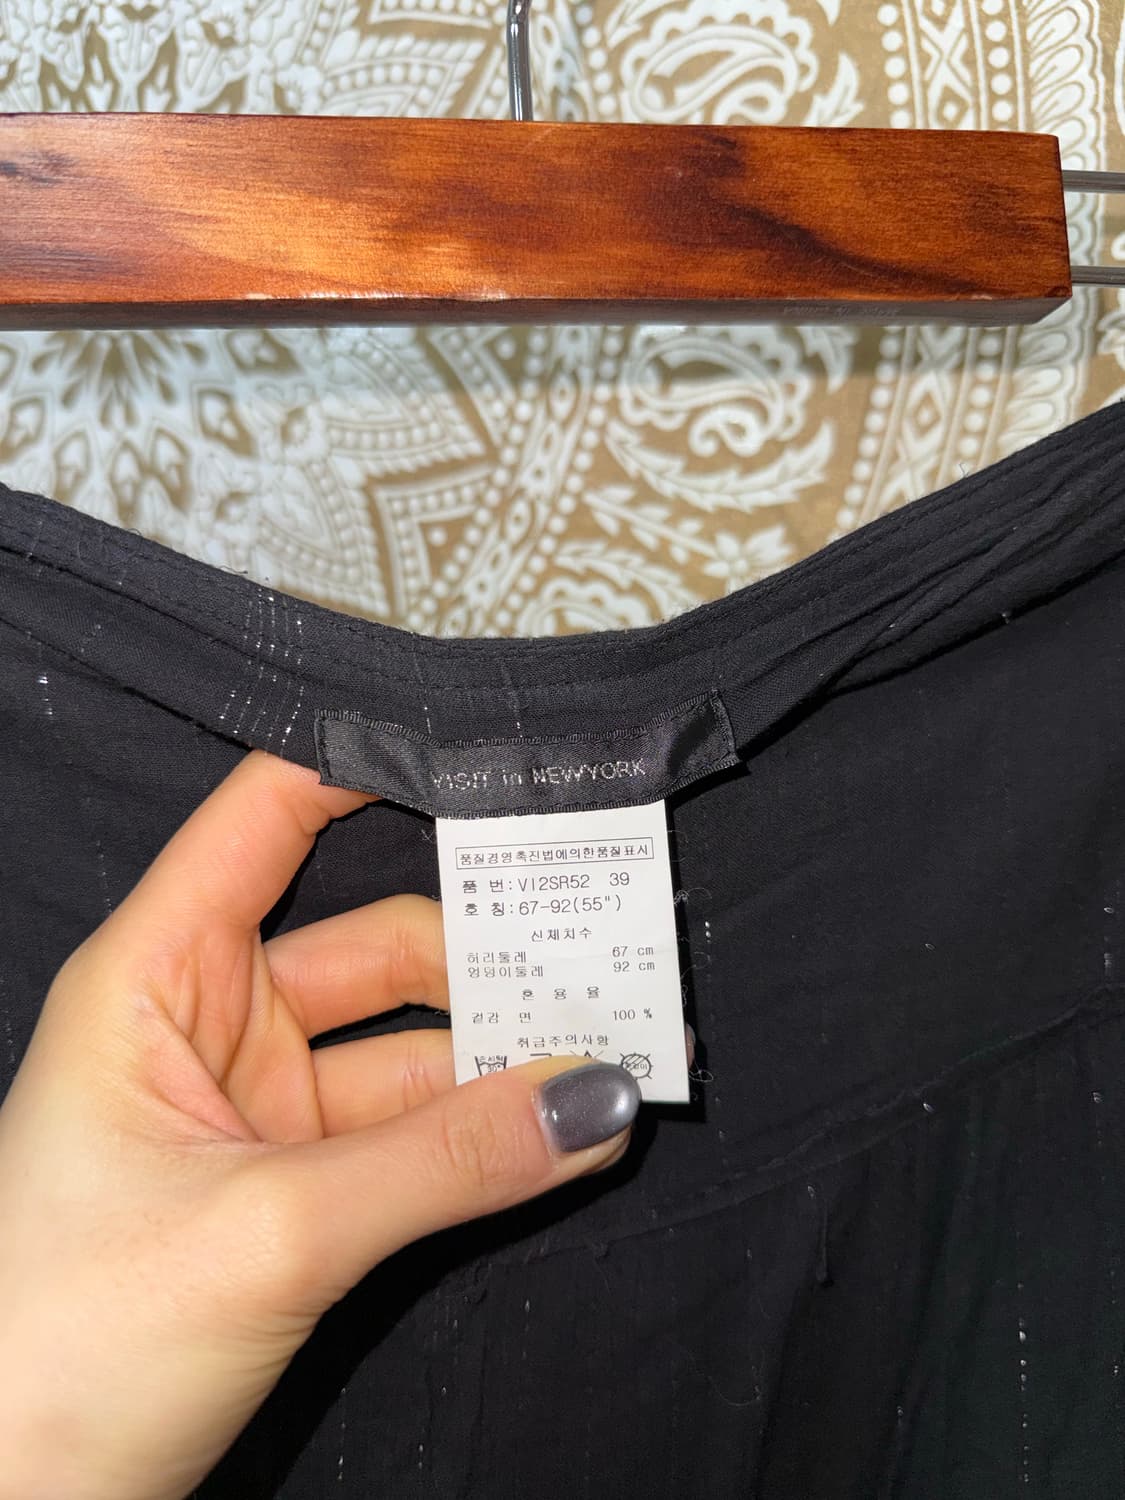 VISIT in NEWYORK
품질경영촉진법에의한품질표시
품 번:VI2SR52 39
호 칭:67-92(55")
신체치수
허리둘레 67 cm
엉덩이둘레 92 cm
혼 용 율
겉감 면 100 %
취급주의사항